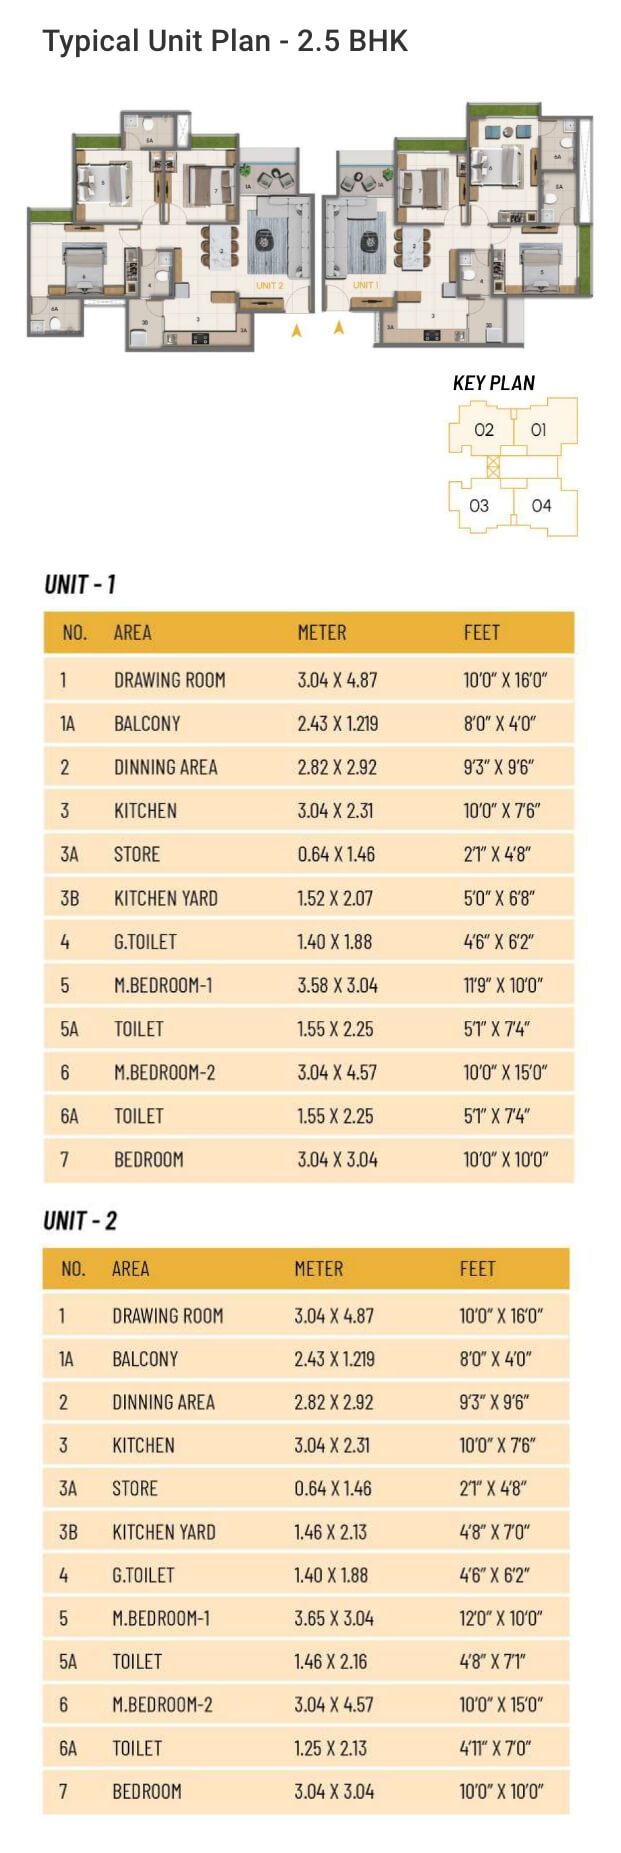 Typical Unit Plan - 2.5 BHK
5A
5
7
1A
6
2
4
UNIT 2
6A
3B
3
3A
6A
6
5A
7
1A
2
5
4
UNIT 1
3A
3
3B
KEY PLAN
02 01
03 04
UNIT - 1
NO. AREA METER FEET
1 DRAWING ROOM 3.04 X 4.87 10'0" X 16'0"
1A BALCONY 2.43 X 1.219 8'0" X 4'0"
2 DINNING AREA 2.82 X 2.92 9'3" X 9'6"
3 KITCHEN 3.04 X 2.31 10'0" X 7'6"
3A STORE 0.64 X 1.46 2'1" X 4'8"
3B KITCHEN YARD 1.52 X 2.07 5'0" X 6'8"
4 G.TOILET 1.40 X 1.88 4'6" X 6'2"
5 M.BEDROOM-1 3.58 X 3.04 11'9" X 10'0"
5A TOILET 1.55 X 2.25 5'1" X 7'4"
6 M.BEDROOM-2 3.04 X 4.57 10'0" X 15'0"
6A TOILET 1.55 X 2.25 5'1" X 7'4"
7 BEDROOM 3.04 X 3.04 10'0" X 10'0"
UNIT - 2
NO. AREA METER FEET
1 DRAWING ROOM 3.04 X 4.87 10'0" X 16'0"
1A BALCONY 2.43 X 1.219 8'0" X 4'0"
2 DINNING AREA 2.82 X 2.92 9'3" X 9'6"
3 KITCHEN 3.04 X 2.31 10'0" X 7'6"
3A STORE 0.64 X 1.46 2'1" X 4'8"
3B KITCHEN YARD 1.46 X 2.13 4'8" X 7'0"
4 G.TOILET 1.40 X 1.88 4'6" X 6'2"
5 M.BEDROOM-1 3.65 X 3.04 12'0" X 10'0"
5A TOILET 1.46 X 2.16 4'8" X 7'1"
6 M.BEDROOM-2 3.04 X 4.57 10'0" X 15'0"
6A TOILET 1.25 X 2.13 4'11" X 7'0"
7 BEDROOM 3.04 X 3.04 10'0" X 10'0"